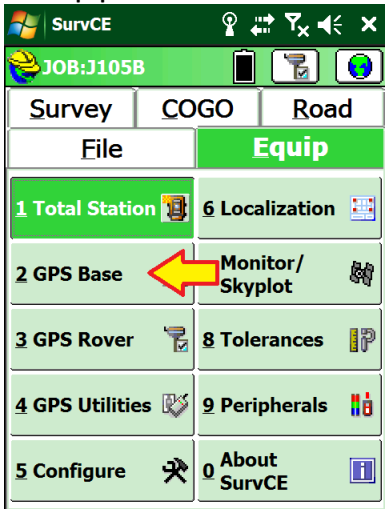 SurvCE
JOB:J105B
Survey COGO Road
File Equip
1 Total Station 6 Localization
2 GPS Base Monitor/
Skyplot
3 GPS Rover 8 Tolerances
4 GPS Utilities 9 Peripherals
5 Configure 0 About
SurvCE